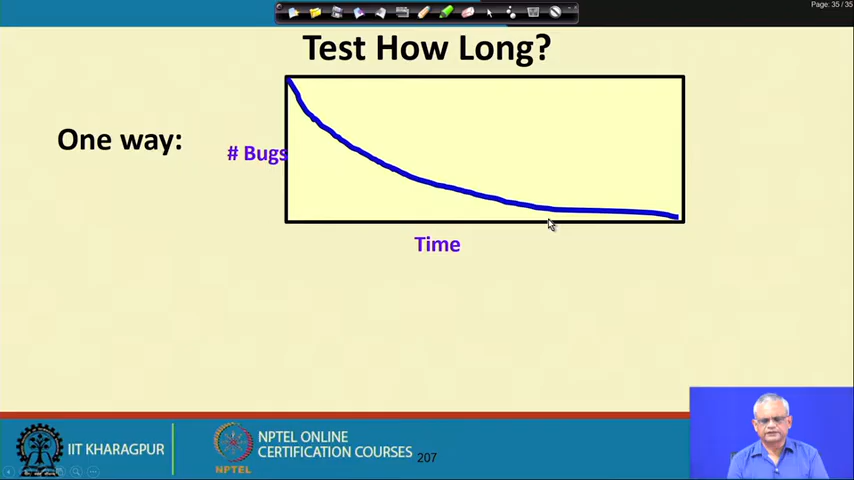 Page: 35 / 35
Test How Long?
One way:
# Bugs
Time
IIT KHARAGPUR
NPTEL
NPTEL ONLINE
CERTIFICATION COURSES
207